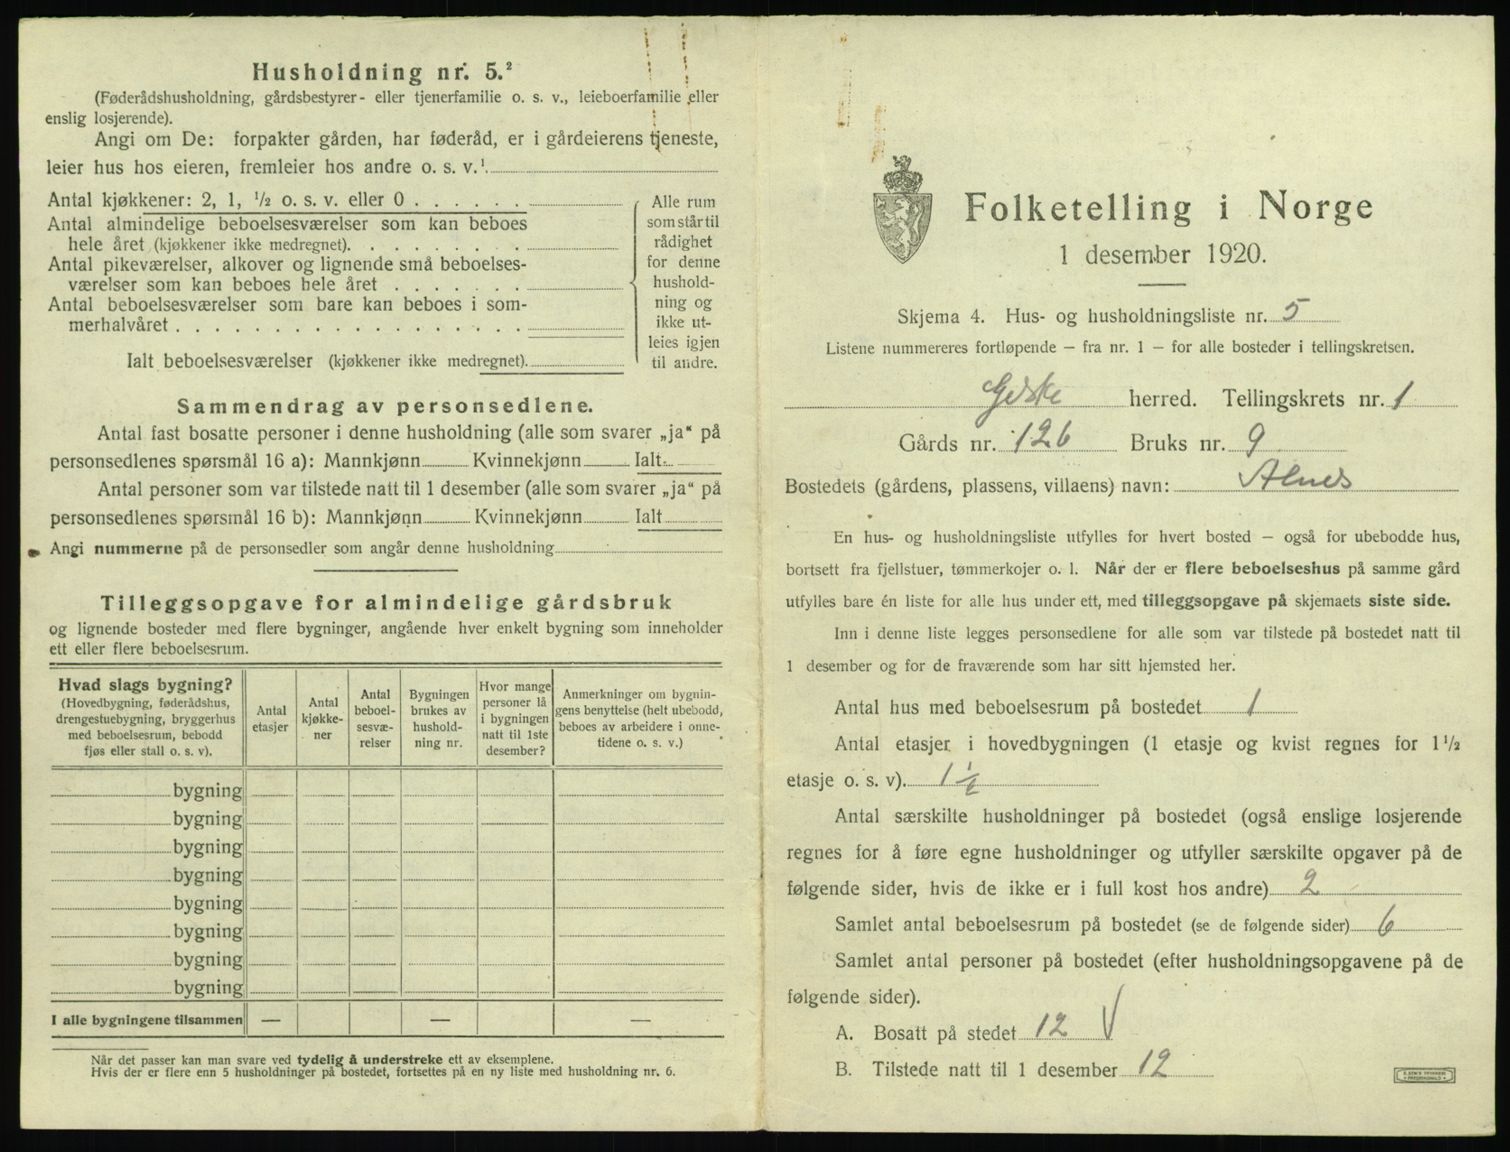 Husholdning nr. 5.²
(Føderådshusholdning, gårdsbestyrer- eller tjenerfamilie o. s. v., leieboerfamilie eller
enslig losjerende).
Angi om De: forpakter gården, har føderåd, er i gårdeierens tjeneste,
leier hus hos eieren, fremleier hos andre o. s. v.¹
Antal kjøkkener: 2, 1, ½ o. s. v. eller 0
Antal almindelige beboelsesværelser som kan beboes
hele året (kjøkkener ikke medregnet).
Antal pikeværelser, alkover og lignende små beboelses-
værelser som kan beboes hele året
Antal beboelsesværelser som bare kan beboes i som-
merhalvåret
Ialt beboelsesværelser (kjøkkener ikke medregnet).
Alle rum
som står til
rådighet
for denne
hushold-
ning og
ikke ut-
leies igjen
til andre.
Sammendrag av personsedlene.
Antal fast bosatte personer i denne husholdning (alle som svarer „ja“ på
personsedlenes spørsmål 16 a): Mannkjønn Kvinnekjønn Ialt
Antal personer som var tilstede natt til 1 desember (alle som svarer „ja“ på
personsedlenes spørsmål 16 b): Mannkjønn Kvinnekjønn Ialt
Angi nummerne på de personsedler som angår denne husholdning
Tilleggsopgave for almindelige gårdsbruk
og lignende bosteder med flere bygninger, angående hver enkelt bygning som inneholder
ett eller flere beboelsesrum.
Hvad slags bygning?
(Hovedbygning, føderådshus,
drengestuebygning, bryggerhus
med beboelsesrum, bebodd
fjøs eller stall o. s. v).
Antal
etasjer
Antal
kjøkke-
ner
Antal
beboel-
sesvæ-
relser
Bygningen
brukes av
hushold-
ning nr.
Hvor mange
personer lå
i bygningen
natt til 1ste
desember?
Anmerkninger om bygnin-
gens benyttelse (helt ubebodd,
beboes av arbeidere i onne-
tidene o. s. v.)
bygning
bygning
bygning
bygning
bygning
bygning
bygning
bygning
I alle bygningene tilsammen — — —
Når det passer kan man svare ved tydelig å understreke ett av eksemplene.
Hvis der er flere enn 5 husholdninger på bostedet, fortsettes på en ny liste med husholdning nr. 6.
Folketelling i Norge
1 desember 1920.
Skjema 4. Hus- og husholdningsliste nr. 5
Listene nummereres fortløpende — fra nr. 1 — for alle bosteder i tellingskretsen.
Giske herred. Tellingskrets nr. 1
Gårds nr. 126 Bruks nr. 9
Bostedets (gårdens, plassens, villaens) navn: Alnes
En hus- og husholdningsliste utfylles for hvert bosted — også for ubebodde hus,
bortsett fra fjellstuer, tømmerkojer o. l. Når der er flere beboelseshus på samme gård
utfylles bare én liste for alle hus under ett, med tilleggsopgave på skjemaets siste side.
Inn i denne liste legges personsedlene for alle som var tilstede på bostedet natt til
1 desember og for de fraværende som har sitt hjemsted her.
Antal hus med beboelsesrum på bostedet 1
Antal etasjer i hovedbygningen (1 etasje og kvist regnes for 1½
etasje o. s. v). 1½
Antal særskilte husholdninger på bostedet (også enslige losjerende
regnes for å føre egne husholdninger og utfyller særskilte opgaver på de
følgende sider, hvis de ikke er i full kost hos andre) 2
Samlet antal beboelsesrum på bostedet (se de følgende sider) 6
Samlet antal personer på bostedet (efter husholdningsopgavene på de
følgende sider).
A. Bosatt på stedet 12 V
B. Tilstede natt til 1 desember 12